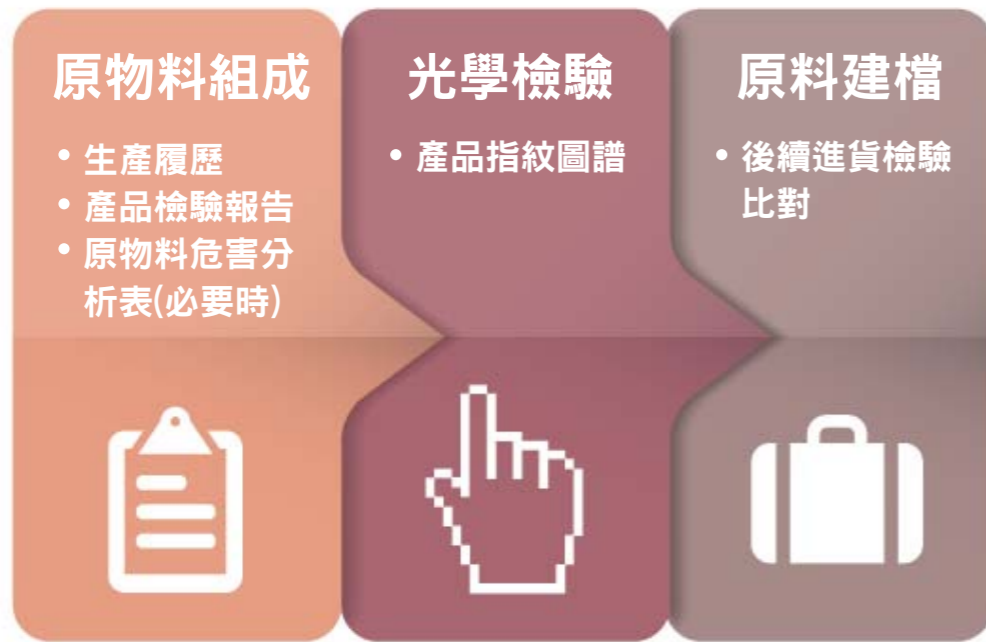 原物料組成
• 生產履歷
• 產品檢驗報告
• 原物料危害分
析表(必要時)
光學檢驗
• 產品指紋圖譜
原料建檔
• 後續進貨檢驗
比對